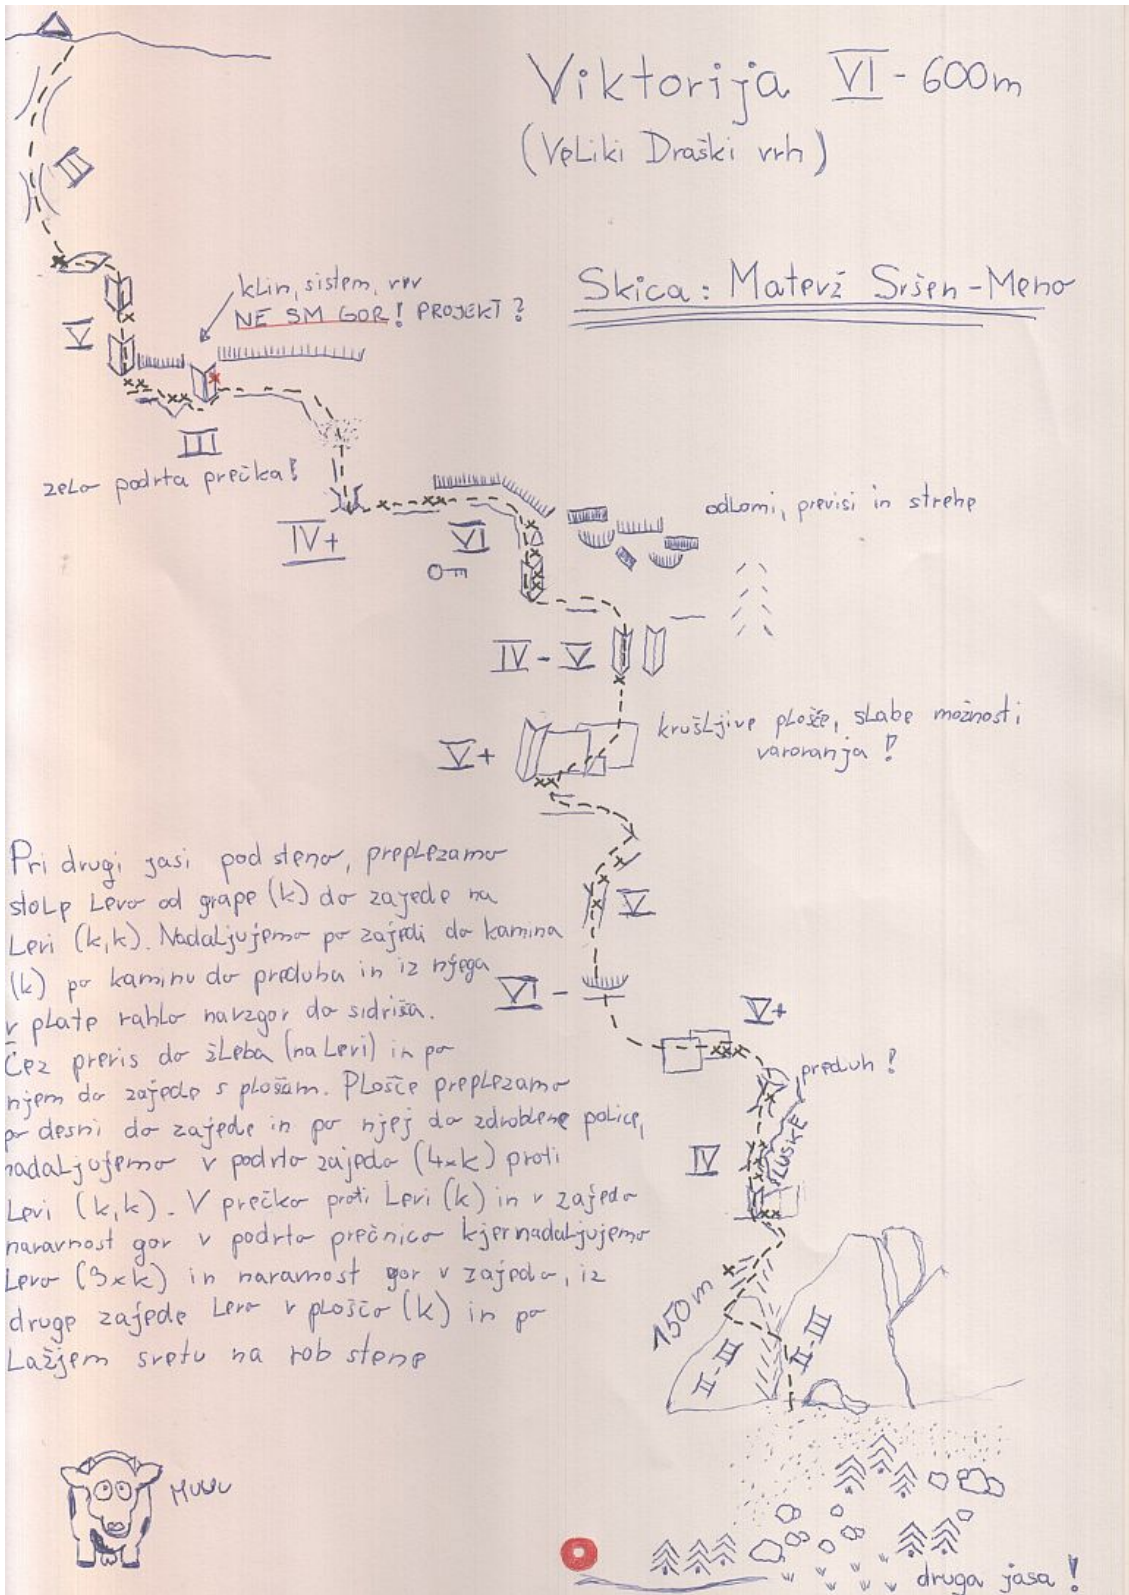 Viktorija VI - 600m
(Veliki Draški vrh)
Skica: Matevž Sršen-Meno
III
klin, sistem, vrv
NE SM GOR! PROJEKT?
V
III
zelo podrta prečka!
IV+
VI
odlomi, previsi in strehe
IV - V
V+
krušljive plošče, slabe možnosti
varovanja!
V
VI -
V+
preduh!
IV
LUSKE
150m
II-III
II-III
Pri drugi jasi pod steno, preplezamo
stolp levo od grape (k) do zajede na
levi (k,k). Nadaljujemo po zajedi do kamina
(k) po kaminu do preduha in iz njega
v plate rahlo navzgor do sidriša.
Čez previs do žleba (na levi) in po
njem do zajede s plošam. Plošče preplezamo
po desni do zajede in po njej do zdrobljene police,
nadaljujemo v podrto zajedo (4xk) proti
levi (k,k). V prečko proti levi (k) in v zajedo
naravnost gor v podrto prečnico kjer nadaljujemo
levo (3xk) in naravnost gor v zajedo, iz
druge zajede levo v ploščo (k) in po
lažjem svetu na rob stene
MUUU
druga jasa!